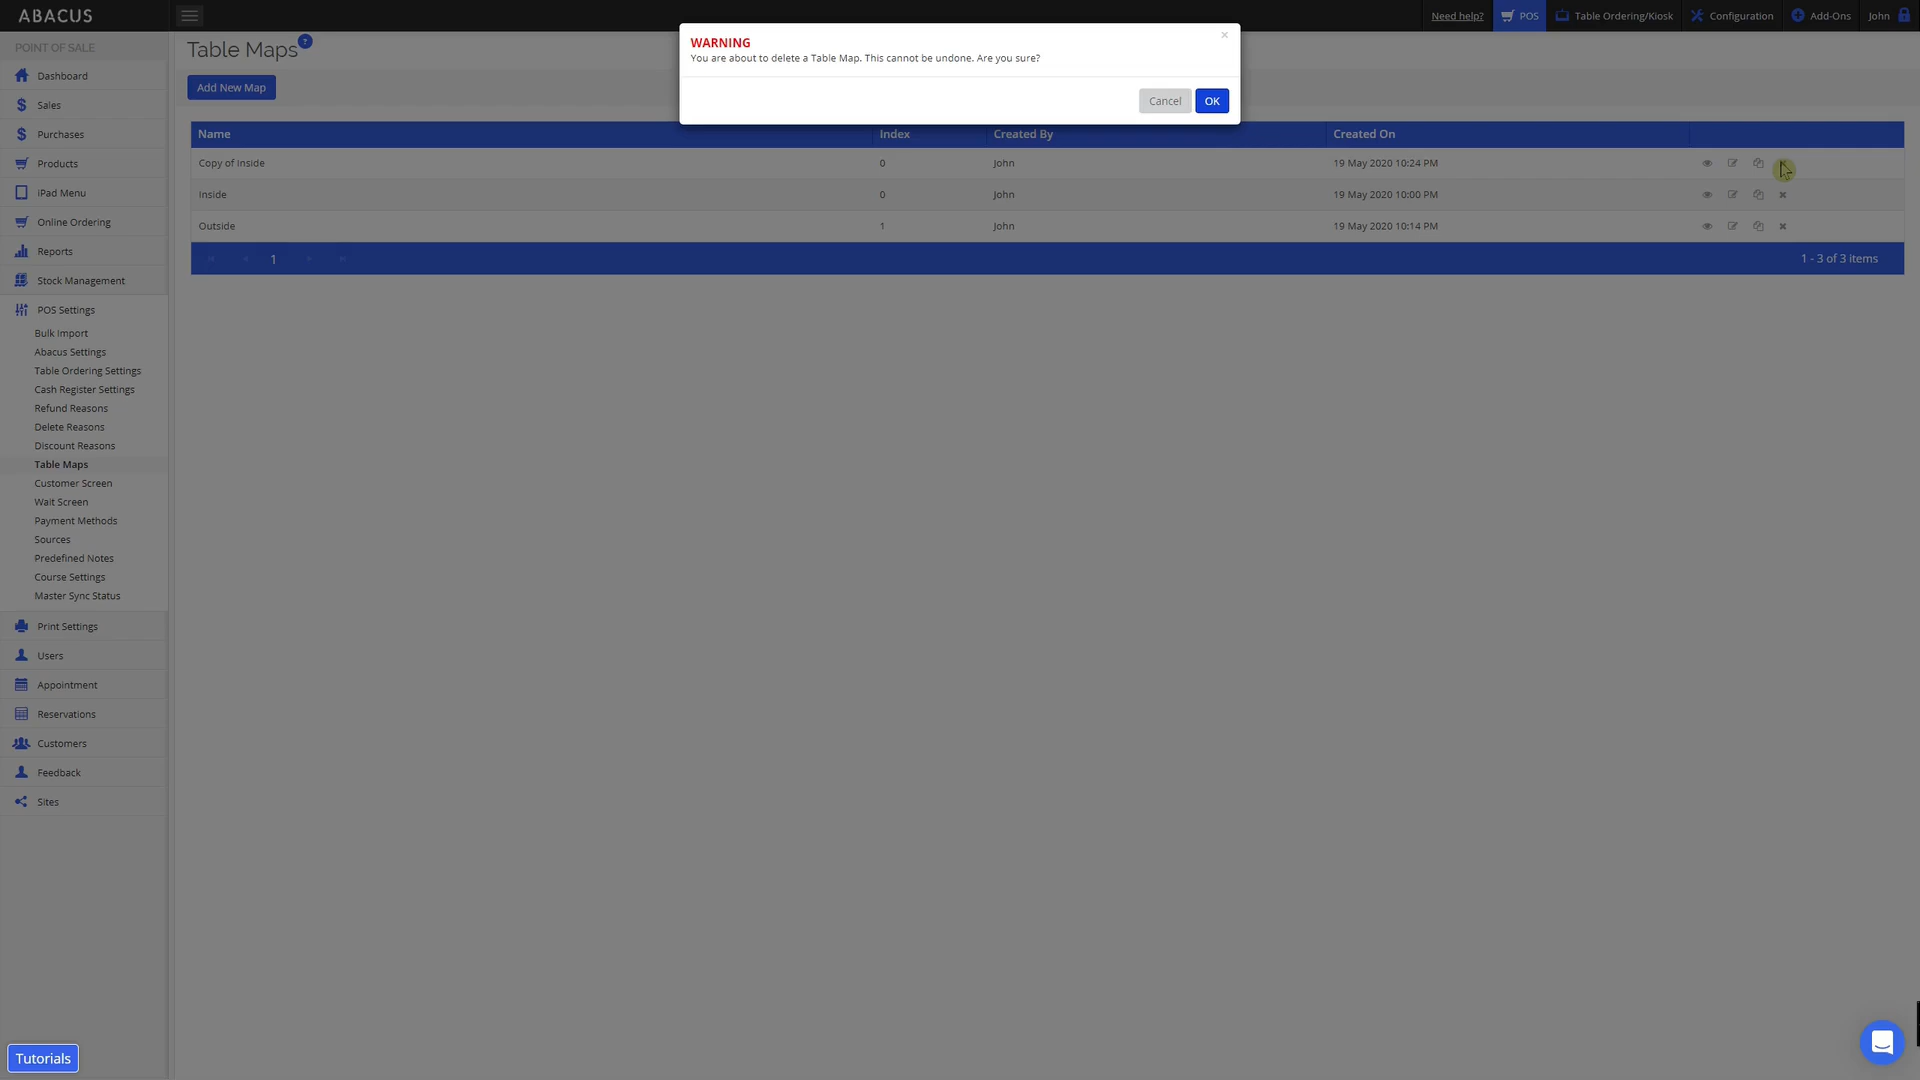 ABACUS
Need help?
POS
Table Ordering/Kiosk
Configuration
Add-Ons
John
WARNING
You are about to delete a Table Map. This cannot be undone. Are you sure?
Cancel
OK
POINT OF SALE
Dashboard
Sales
Purchases
Products
iPad Menu
Online Ordering
Reports
Stock Management
POS Settings
Bulk Import
Abacus Settings
Table Ordering Settings
Cash Register Settings
Refund Reasons
Delete Reasons
Discount Reasons
Table Maps
Customer Screen
Wait Screen
Payment Methods
Sources
Predefined Notes
Course Settings
Master Sync Status
Print Settings
Users
Appointment
Reservations
Customers
Feedback
Sites
Tutorials
Table Maps ?
Add New Map
Name Index Created By Created On
Copy of Inside 0 John 19 May 2020 10:24 PM
Inside 0 John 19 May 2020 10:00 PM
Outside 1 John 19 May 2020 10:14 PM
1
1 - 3 of 3 items